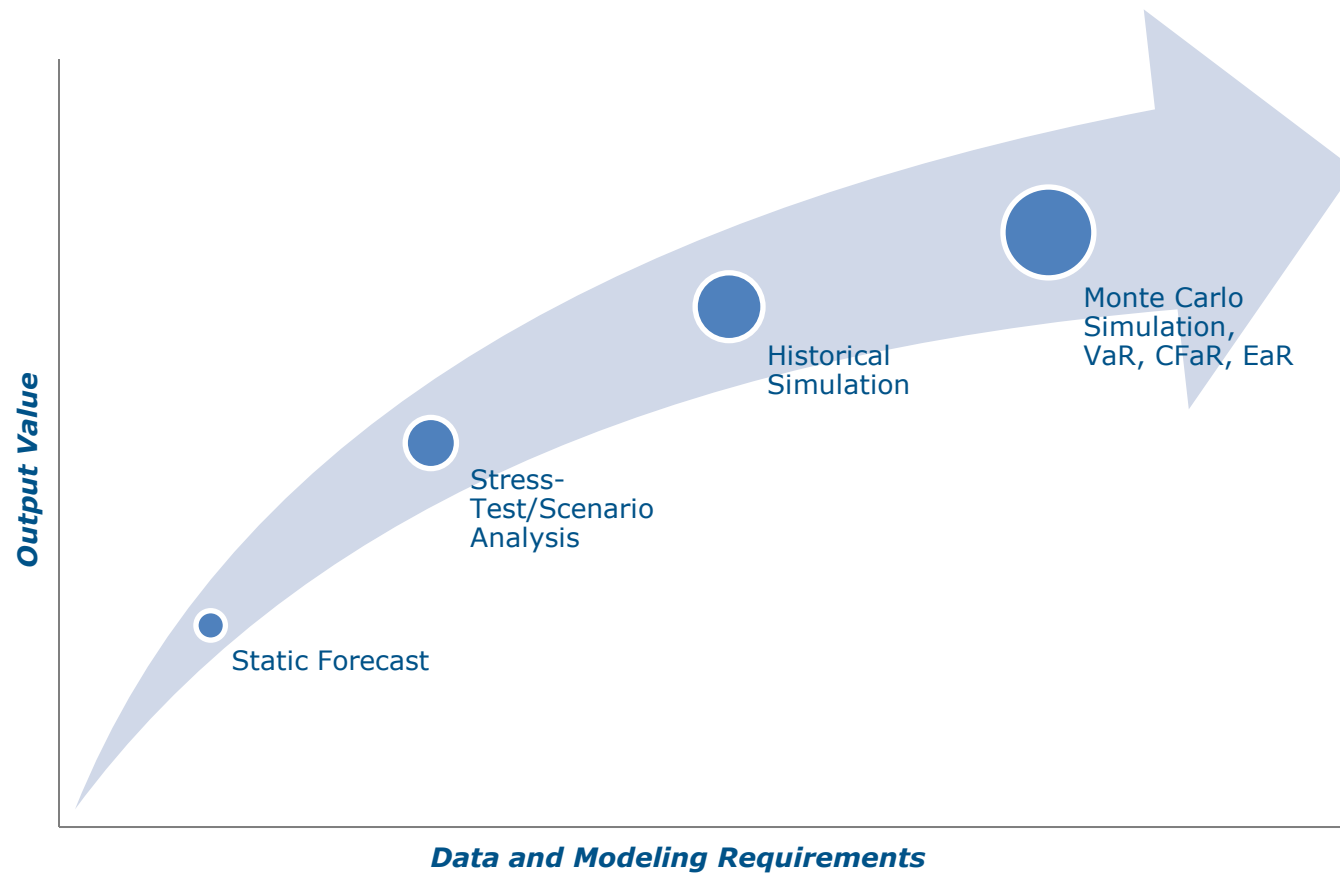 Output Value
Monte Carlo
Simulation,
VaR, CFaR, EaR
Historical
Simulation
Stress-
Test/Scenario
Analysis
Static Forecast
Data and Modeling Requirements